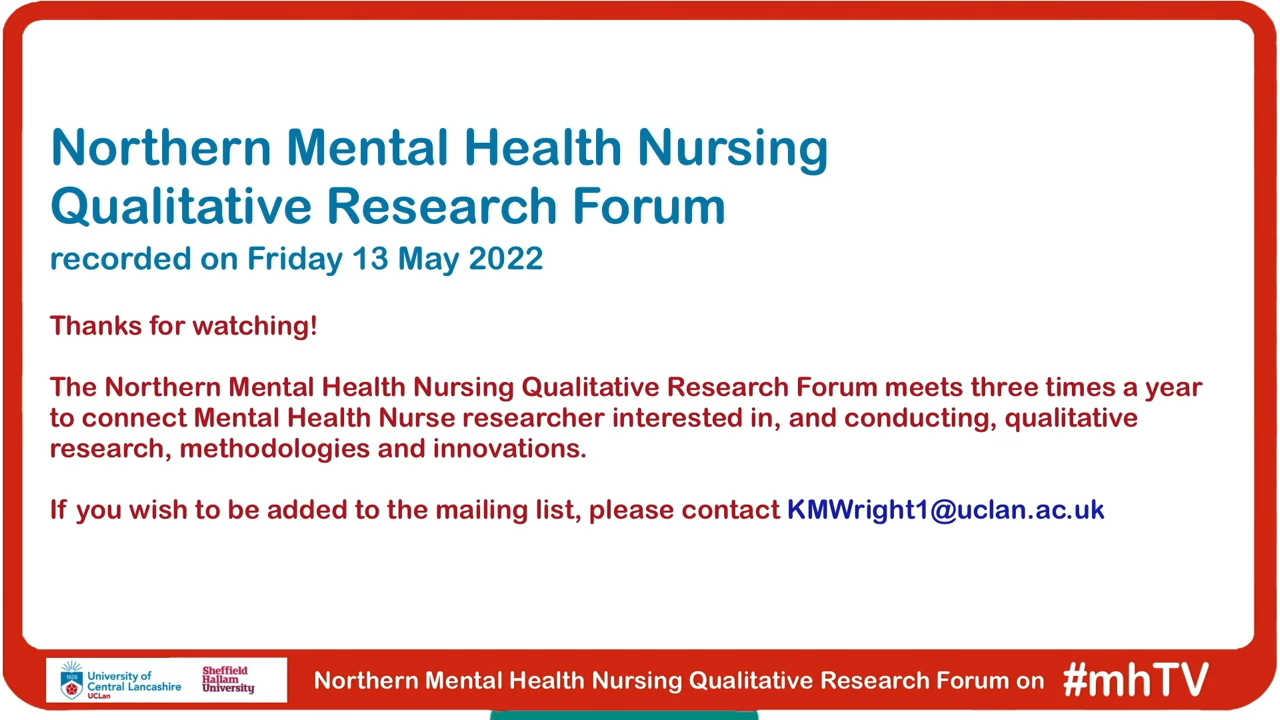 Northern Mental Health Nursing
Qualitative Research Forum
recorded on Friday 13 May 2022
Thanks for watching!
The Northern Mental Health Nursing Qualitative Research Forum meets three times a year
to connect Mental Health Nurse researcher interested in, and conducting, qualitative
research, methodologies and innovations.
If you wish to be added to the mailing list, please contact KMWright1@uclan.ac.uk
1828
University of
Central Lancashire
UCLan
Sheffield
Hallam
University
Northern Mental Health Nursing Qualitative Research Forum on #mhTV